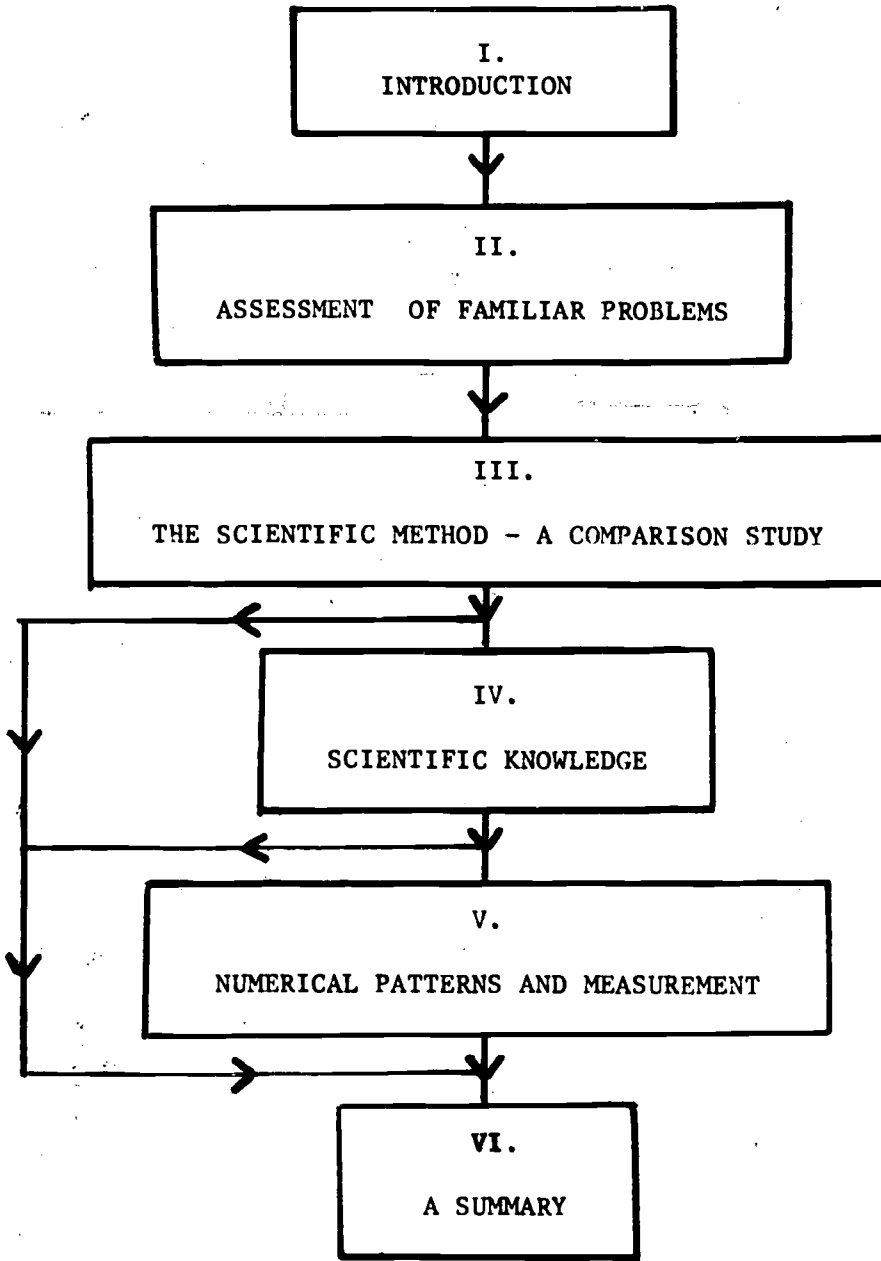 I.
INTRODUCTION
II.
ASSESSMENT OF FAMILIAR PROBLEMS
III.
THE SCIENTIFIC METHOD - A COMPARISON STUDY
IV.
SCIENTIFIC KNOWLEDGE
V.
NUMERICAL PATTERNS AND MEASUREMENT
VI.
A SUMMARY